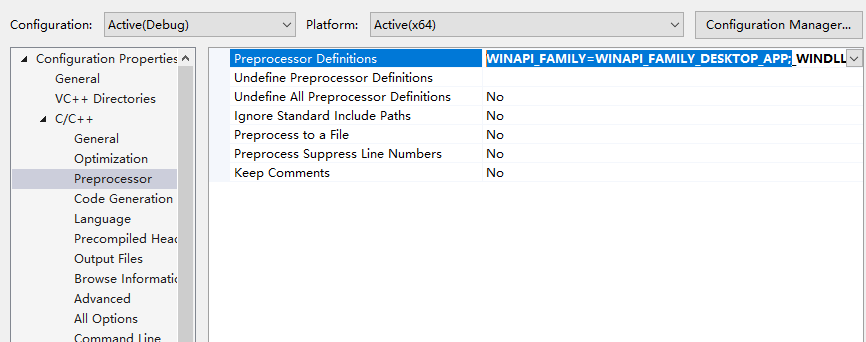 Configuration: Active(Debug) Platform: Active(x64) Configuration Manager...
Configuration Properties
General
VC++ Directories
C/C++
General
Optimization
Preprocessor
Code Generation
Language
Precompiled Head
Output Files
Browse Informatio
Advanced
All Options
Command Line
Preprocessor Definitions WINAPI_FAMILY=WINAPI_FAMILY_DESKTOP_APP;_WINDLL
Undefine Preprocessor Definitions
Undefine All Preprocessor Definitions No
Ignore Standard Include Paths No
Preprocess to a File No
Preprocess Suppress Line Numbers No
Keep Comments No